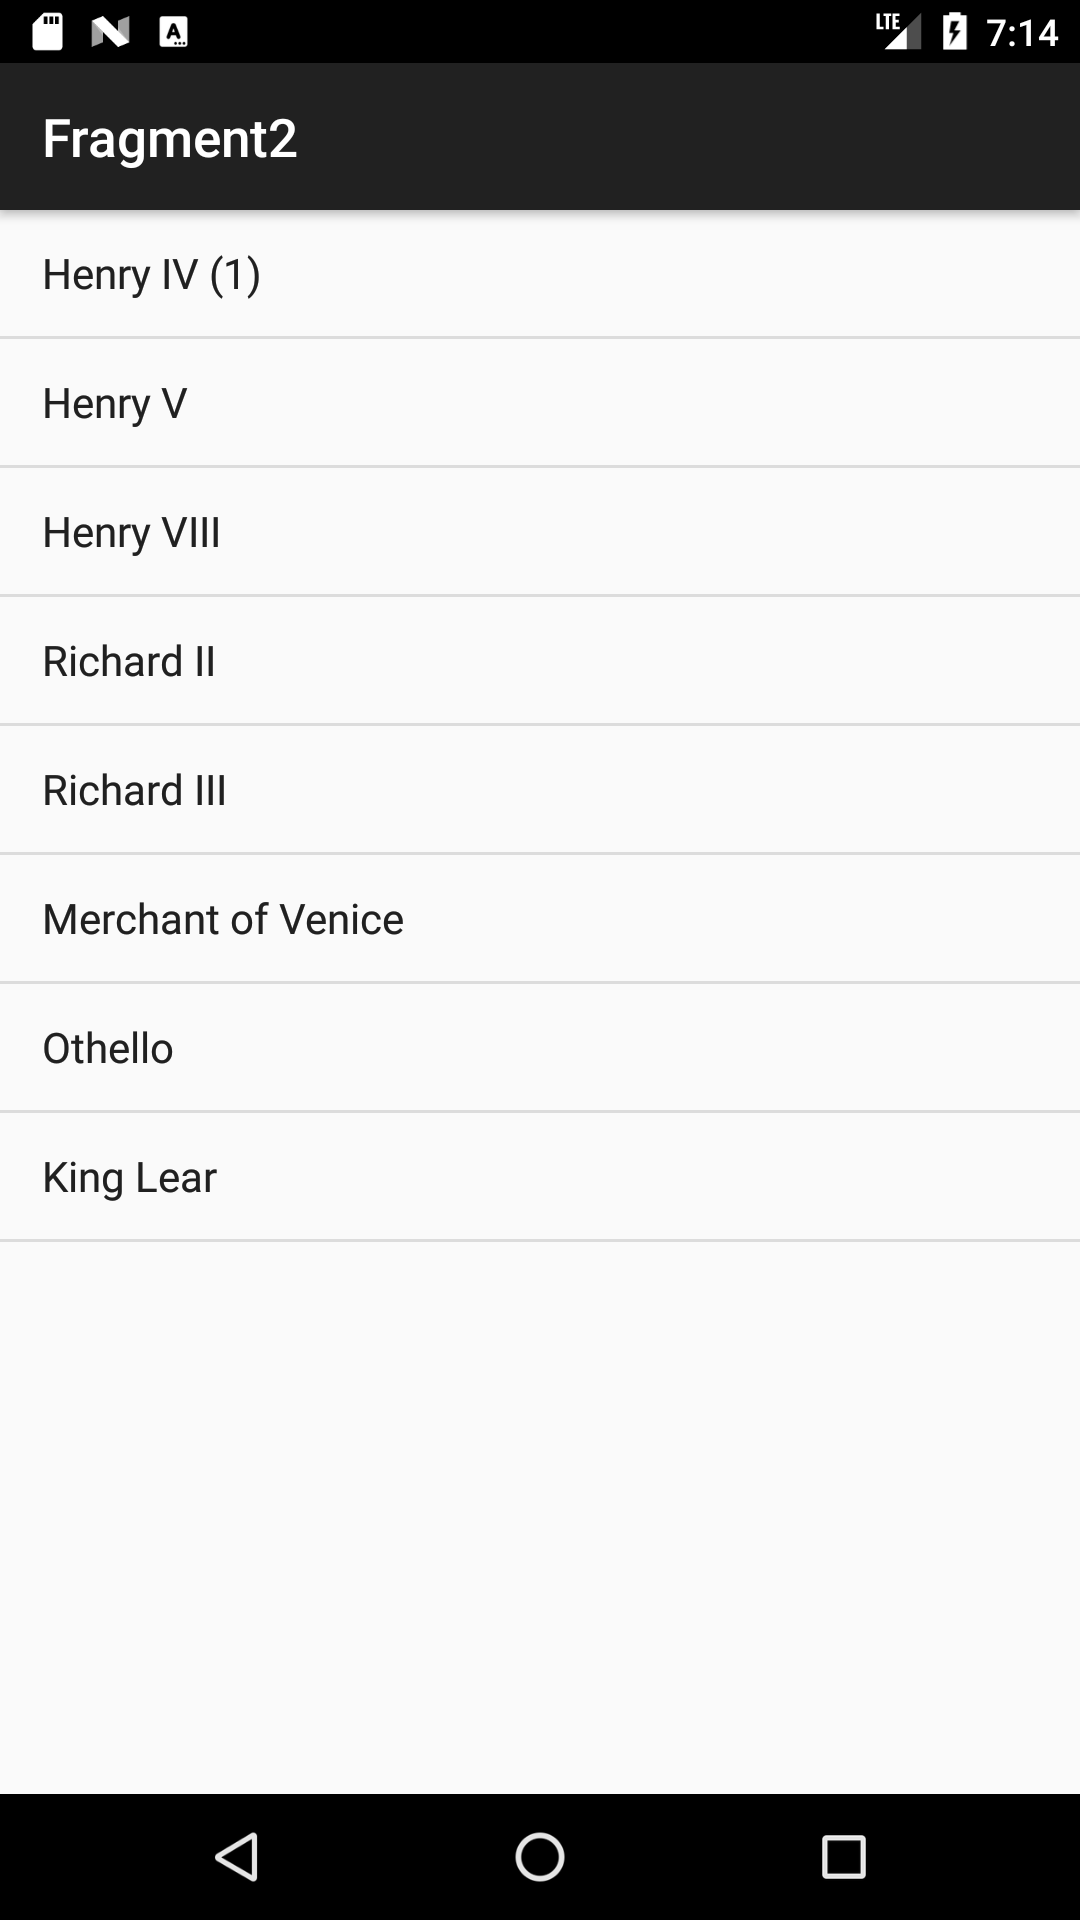 LTE 7:14
Fragment2
Henry IV (1)
Henry V
Henry VIII
Richard II
Richard III
Merchant of Venice
Othello
King Lear